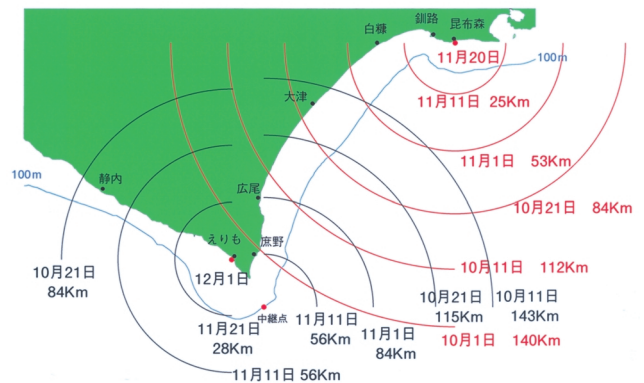 釧路
昆布森
白糠
11月20日
100m
大津
11月11日 25Km
11月1日 53Km
静内
100m
広尾
10月21日 84Km
えりも
庶野
10月21日
84Km
12月1日
10月11日 112Km
10月21日
115Km
10月11日
143Km
中継点
11月21日
28Km
11月11日
56Km
11月1日
84Km
10月1日 140Km
11月11日 56Km